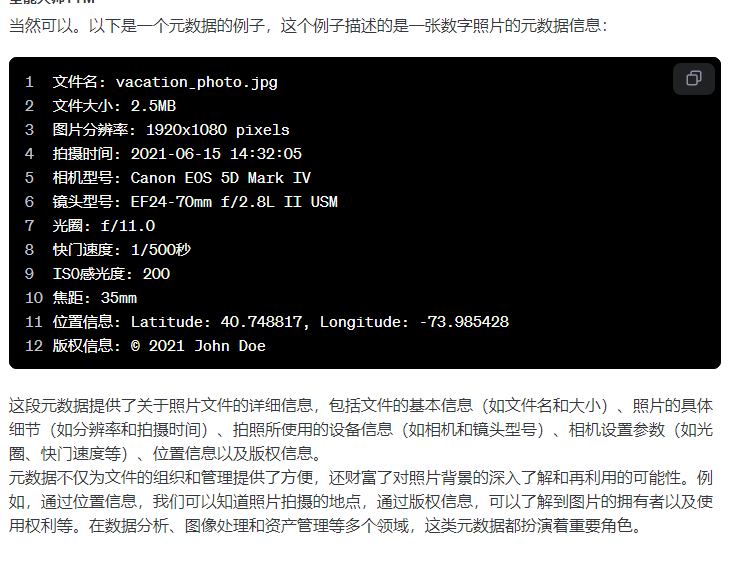 当然可以。以下是一个元数据的例子，这个例子描述的是一张数字照片的元数据信息：
1 文件名: vacation_photo.jpg
2 文件大小: 2.5MB
3 图片分辨率: 1920x1080 pixels
4 拍摄时间: 2021-06-15 14:32:05
5 相机型号: Canon EOS 5D Mark IV
6 镜头型号: EF24-70mm f/2.8L II USM
7 光圈: f/11.0
8 快门速度: 1/500秒
9 ISO感光度: 200
10 焦距: 35mm
11 位置信息: Latitude: 40.748817, Longitude: -73.985428
12 版权信息: © 2021 John Doe
这段元数据提供了关于照片文件的详细信息，包括文件的基本信息（如文件名和大小）、照片的具体
细节（如分辨率和拍摄时间）、拍照所使用的设备信息（如相机和镜头型号）、相机设置参数（如光
圈、快门速度等）、位置信息以及版权信息。
元数据不仅为文件的组织和管理提供了方便，还财富了对照片背景的深入了解和再利用的可能性。例
如，通过位置信息，我们可以知道照片拍摄的地点，通过版权信息，可以了解到图片的拥有者以及使
用权利等。在数据分析、图像处理和资产管理等多个领域，这类元数据都扮演着重要角色。